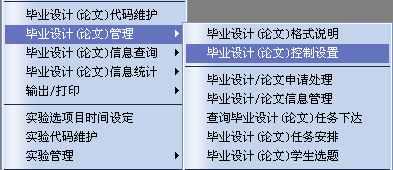 毕业设计(论文)代码维护
毕业设计(论文)管理
毕业设计(论文)信息查询
毕业设计(论文)信息统计
输出/打印
实验选项目时间设定
实验代码维护
实验管理
毕业设计(论文)格式说明
毕业设计(论文)控制设置
毕业设计/论文申请处理
毕业设计/论文信息管理
查询毕业设计(论文)任务下达
毕业设计(论文)任务安排
毕业设计(论文)学生选题